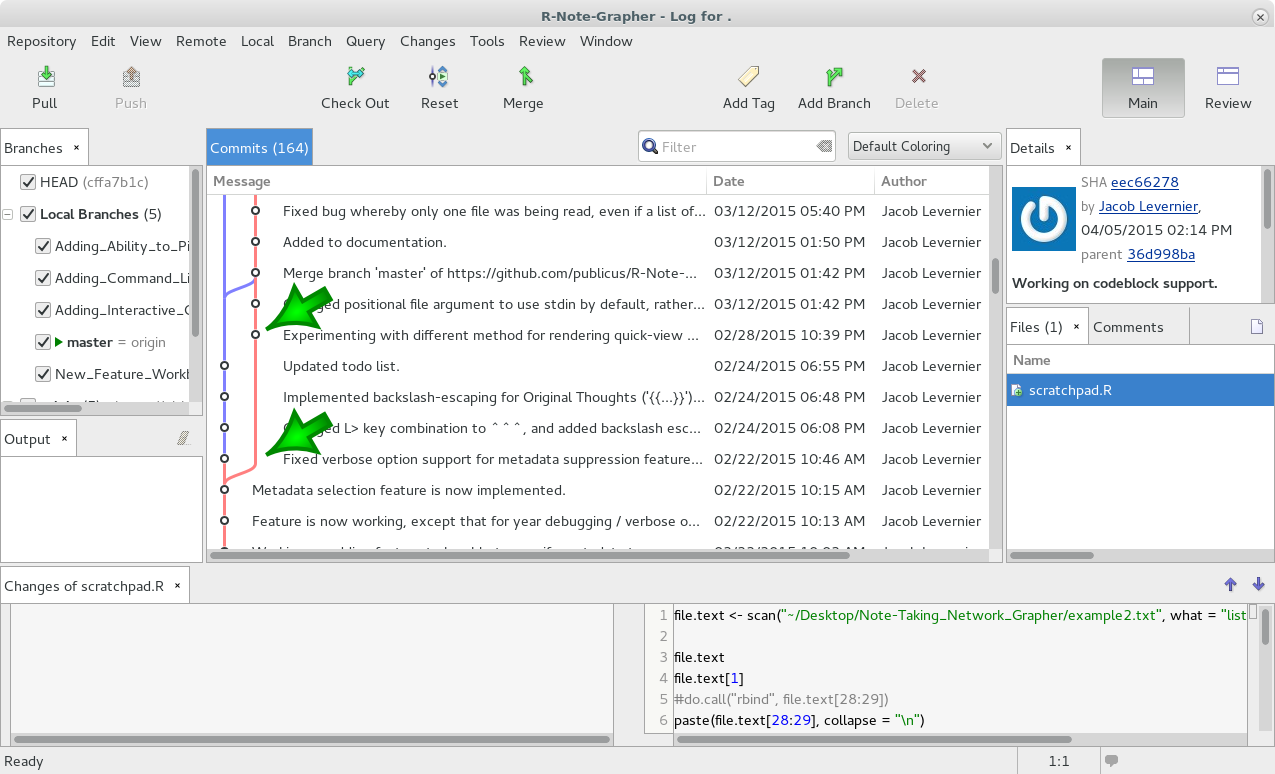 R-Note-Grapher - Log for .
Repository Edit View Remote Local Branch Query Changes Tools Review Window
Pull Push Check Out Reset Merge Add Tag Add Branch Delete Main Review
Branches
HEAD (cffa7b1c)
Local Branches (5)
Adding_Ability_to_Pi
Adding_Command_Li
Adding_Interactive_
master = origin
New_Feature_Workb
Output
Commits (164) Filter Default Coloring
Message Date Author
Fixed bug whereby only one file was being read, even if a list of... 03/12/2015 05:40 PM Jacob Levernier
Added to documentation. 03/12/2015 01:50 PM Jacob Levernier
Merge branch 'master' of https://github.com/publicus/R-Note-... 03/12/2015 01:42 PM Jacob Levernier
positional file argument to use stdin by default, rather... 03/12/2015 01:42 PM Jacob Levernier
Experimenting with different method for rendering quick-view ... 02/28/2015 10:39 PM Jacob Levernier
Updated todo list. 02/24/2015 06:55 PM Jacob Levernier
Implemented backslash-escaping for Original Thoughts ('{{...}}')... 02/24/2015 06:48 PM Jacob Levernier
L> key combination to ^^^, and added backslash esc... 02/24/2015 06:08 PM Jacob Levernier
Fixed verbose option support for metadata suppression feature... 02/22/2015 10:46 AM Jacob Levernier
Metadata selection feature is now implemented. 02/22/2015 10:15 AM Jacob Levernier
Feature is now working, except that for year debugging / verbose o... 02/22/2015 10:13 AM Jacob Levernier
Details
SHA eec66278
by Jacob Levernier,
04/05/2015 02:14 PM
parent 36d998ba
Working on codeblock support.
Files (1) Comments
Name
scratchpad.R
Changes of scratchpad.R
1 file.text <- scan("~/Desktop/Note-Taking_Network_Grapher/example2.txt", what = "list
2
3 file.text
4 file.text[1]
5 #do.call("rbind", file.text[28:29])
6 paste(file.text[28:29], collapse = "\n")
Ready 1:1